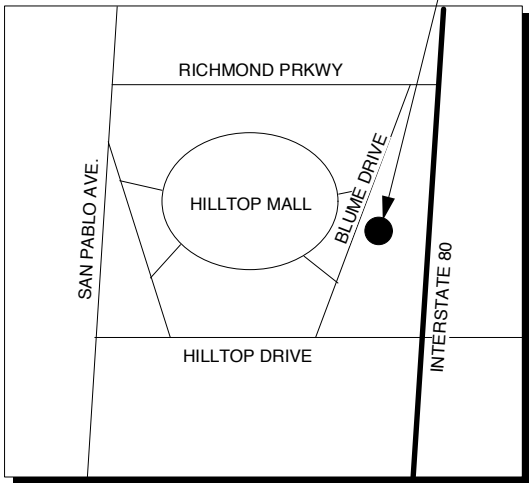 RICHMOND PRKWY
SAN PABLO AVE.
HILLTOP MALL
BLUME DRIVE
INTERSTATE 80
HILLTOP DRIVE